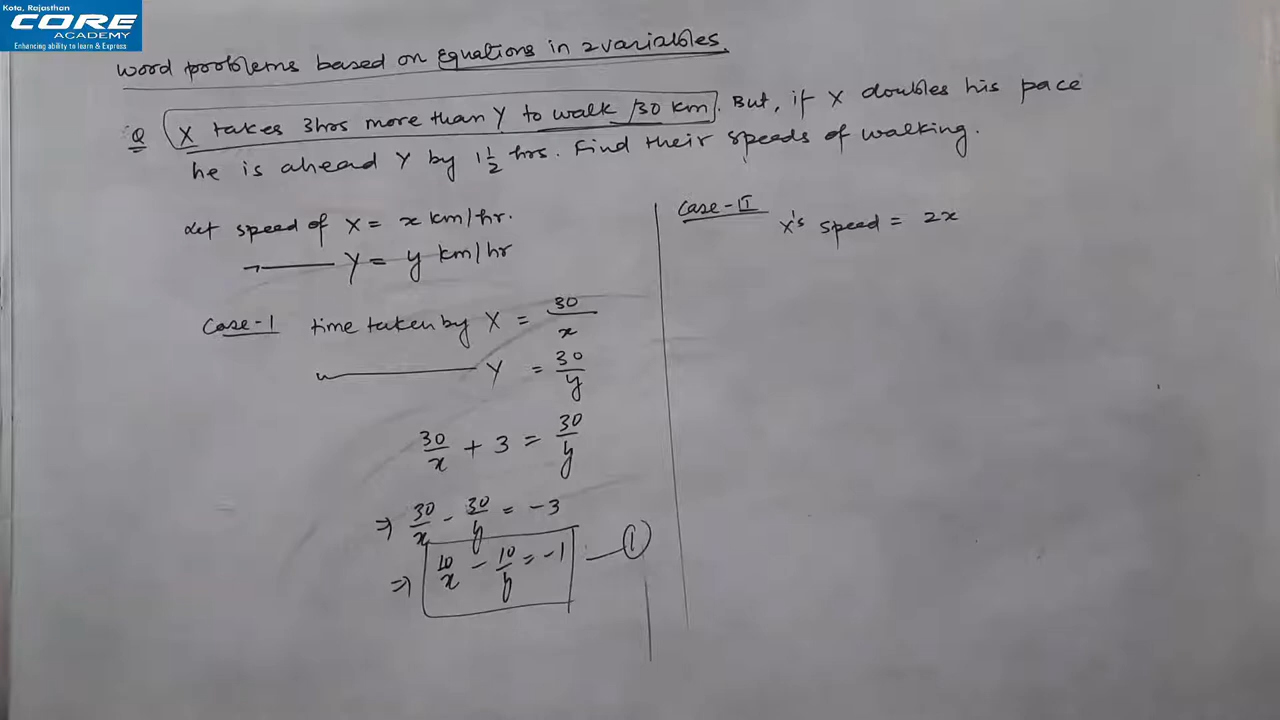 Kota, Rajasthan
CORE
ACADEMY
Enhancing ability to learn & Express
Word problems based on Equations in 2 variables.
Q X takes 3hrs more than Y to walk 30 km. But, if X doubles his pace
he is ahead Y by 1 1/2 hrs. Find their speeds of walking.
Let speed of X = x km/hr.
Y = y km/hr
Case-I time taken by X = 30/x
Y = 30/y
30/x + 3 = 30/y
⇒ 30/x - 30/y = -3
⇒ 10/x - 10/y = -1 ①
Case-II
X's speed = 2x